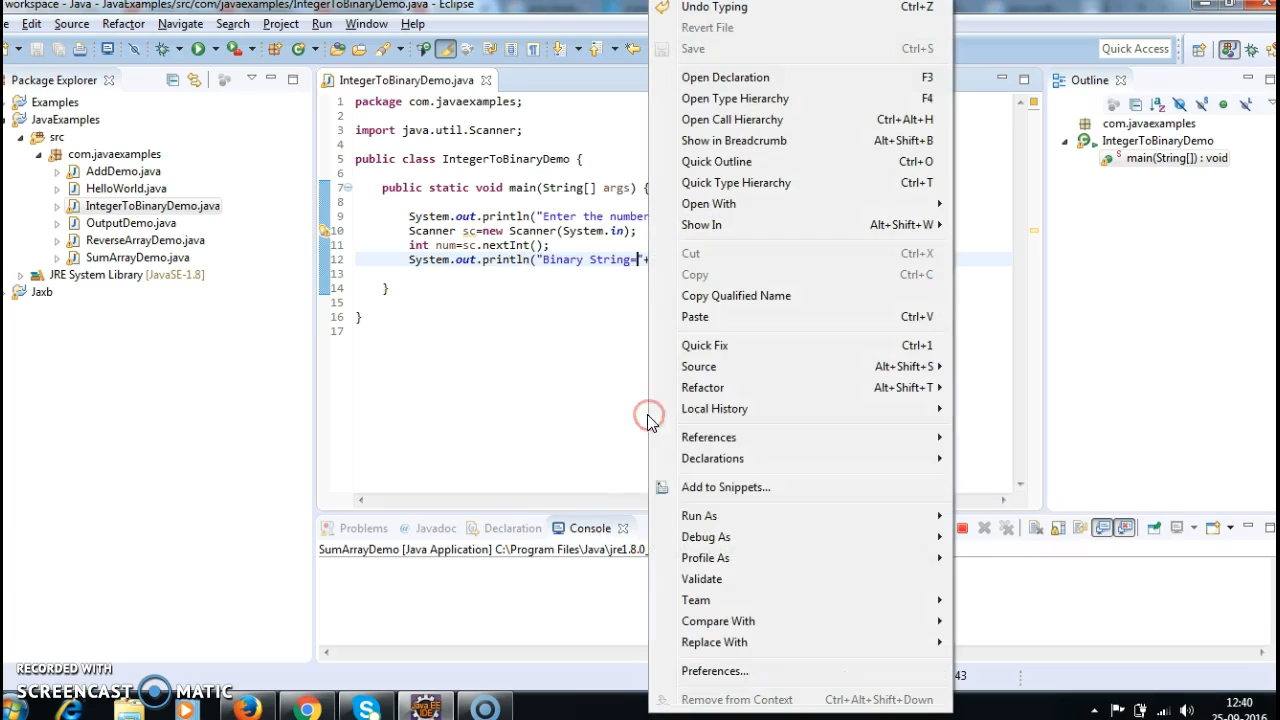 workspace - Java - JavaExamples/src/com/javaexamples/IntegerToBinaryDemo.java - Eclipse
Edit Source Refactor Navigate Search Project Run Window
Quick Access
Package Explorer
Examples
JavaExamples
src
com.javaexamples
AddDemo.java
HelloWorld.java
IntegerToBinaryDemo.java
OutputDemo.java
ReverseArrayDemo.java
SumArrayDemo.java
JRE System Library [JavaSE-1.8]
Jaxb
IntegerToBinaryDemo.java
1 package com.javaexamples;
2
3 import java.util.Scanner;
4
5 public class IntegerToBinaryDemo {
6
7 public static void main(String[] args) {
8
9 System.out.println("Enter the number
10 Scanner sc=new Scanner(System.in);
11 int num=sc.nextInt();
12 System.out.println("Binary String="+
13
14 }
15
16 }
17
Undo Typing Ctrl+Z
Revert File
Save Ctrl+S
Open Declaration F3
Open Type Hierarchy F4
Open Call Hierarchy Ctrl+Alt+H
Show in Breadcrumb Alt+Shift+B
Quick Outline Ctrl+O
Quick Type Hierarchy Ctrl+T
Open With
Show In Alt+Shift+W
Cut Ctrl+X
Copy Ctrl+C
Copy Qualified Name
Paste Ctrl+V
Quick Fix Ctrl+1
Source Alt+Shift+S
Refactor Alt+Shift+T
Local History
References
Declarations
Add to Snippets...
Run As
Debug As
Profile As
Validate
Team
Compare With
Replace With
Preferences...
Remove from Context Ctrl+Alt+Shift+Down
Outline
com.javaexamples
IntegerToBinaryDemo
main(String[]) : void
Problems Javadoc Declaration Console
SumArrayDemo [Java Application] C:\Program Files\Java\jre1.8.0_
43
RECORDED WITH
SCREENCAST MATIC
Java EE
IDE
12:40
25-09-2016